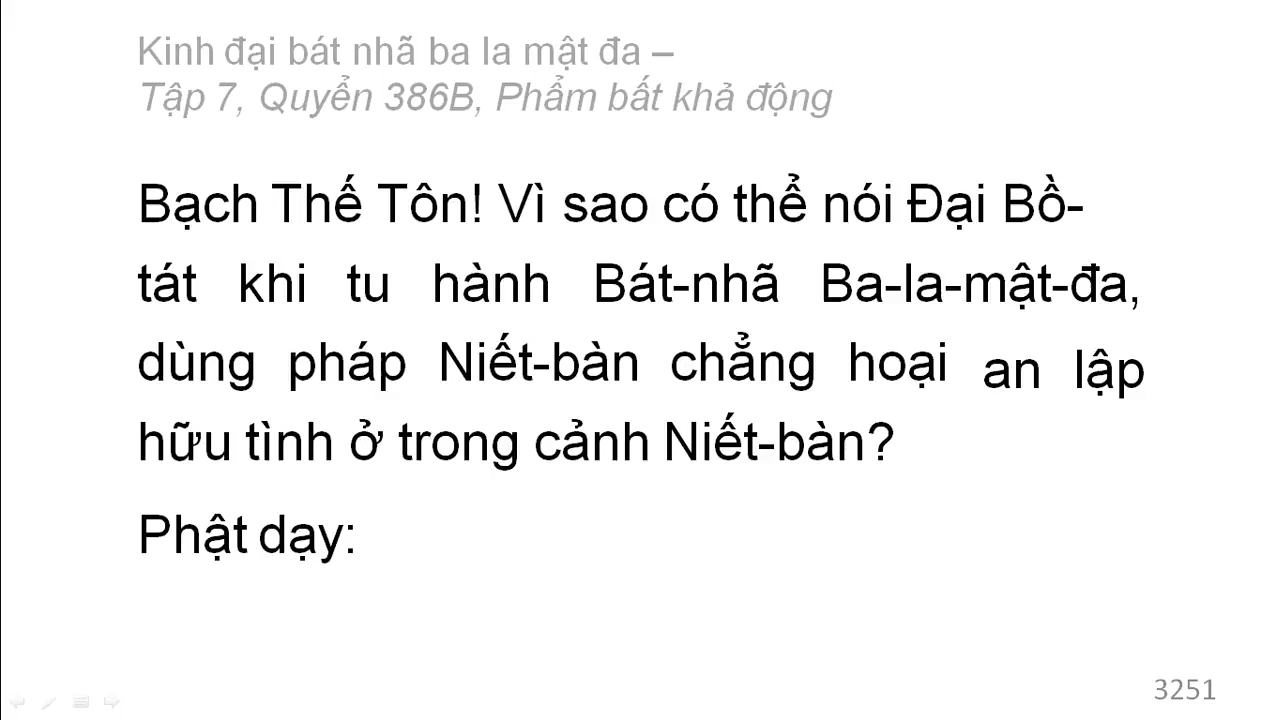 Kinh đại bát nhã ba la mật đa –
Tập 7, Quyển 386B, Phẩm bất khả động
Bạch Thế Tôn! Vì sao có thể nói Đại Bồ-
tát khi tu hành Bát-nhã Ba-la-mật-đa,
dùng pháp Niết-bàn chẳng hoại an lập
hữu tình ở trong cảnh Niết-bàn?
Phật dạy:
3251